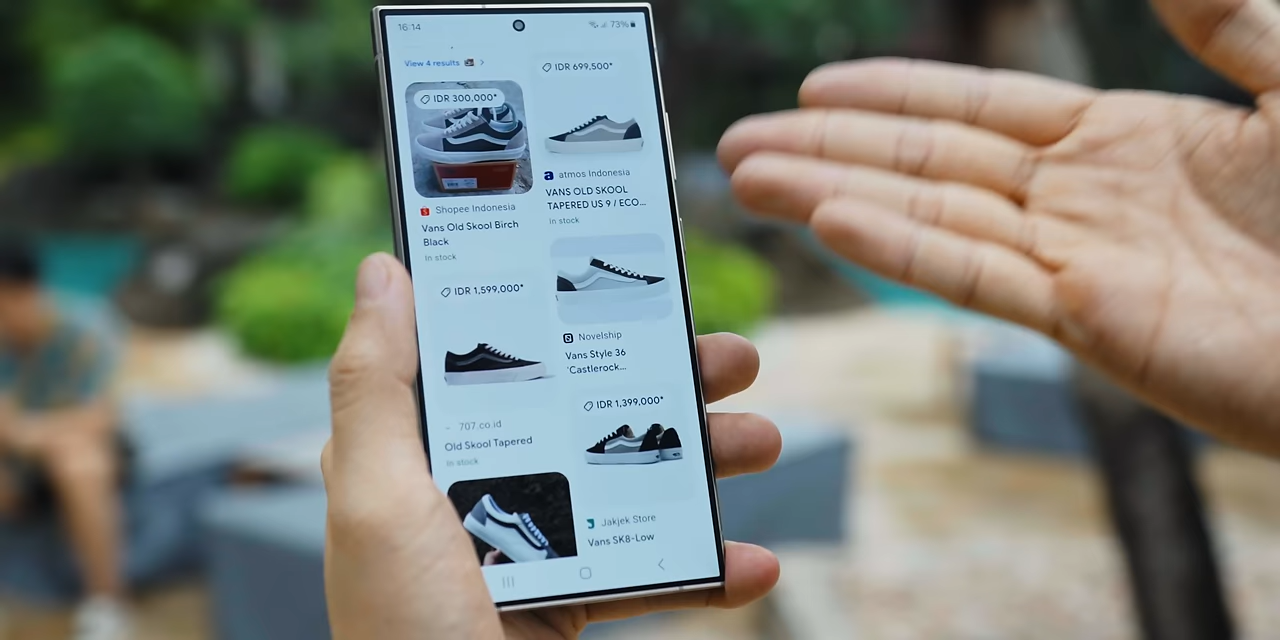 16:14
73%
View 4 results
IDR 300,000*
Shopee Indonesia
Vans Old Skool Birch
Black
In stock
IDR 1,599,000*
707.co.id
Old Skool Tapered
In stock
IDR 699,500*
a atmos Indonesia
VANS OLD SKOOL
TAPERED US 9 / ECO...
In stock
Novelship
Vans Style 36
'Castlerock...
IDR 1,399,000*
Jakjek Store
Vans SK8-Low